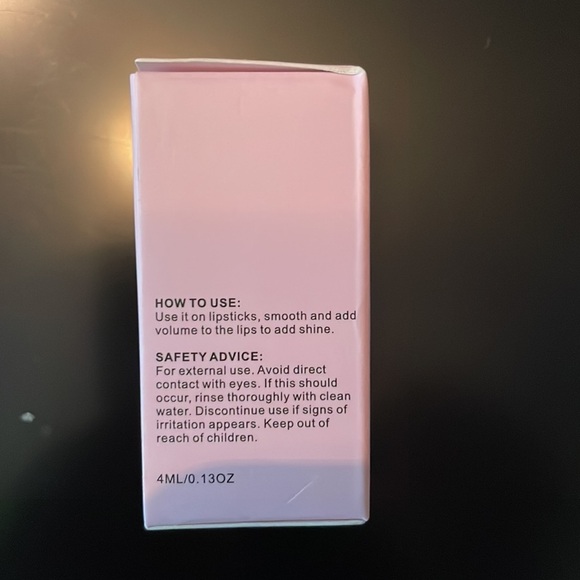 HOW TO USE:
Use it on lipsticks, smooth and add
volume to the lips to add shine.
SAFETY ADVICE:
For external use. Avoid direct
contact with eyes. If this should
occur, rinse thoroughly with clean
water. Discontinue use if signs of
irritation appears. Keep out of
reach of children.
4ML/0.13OZ